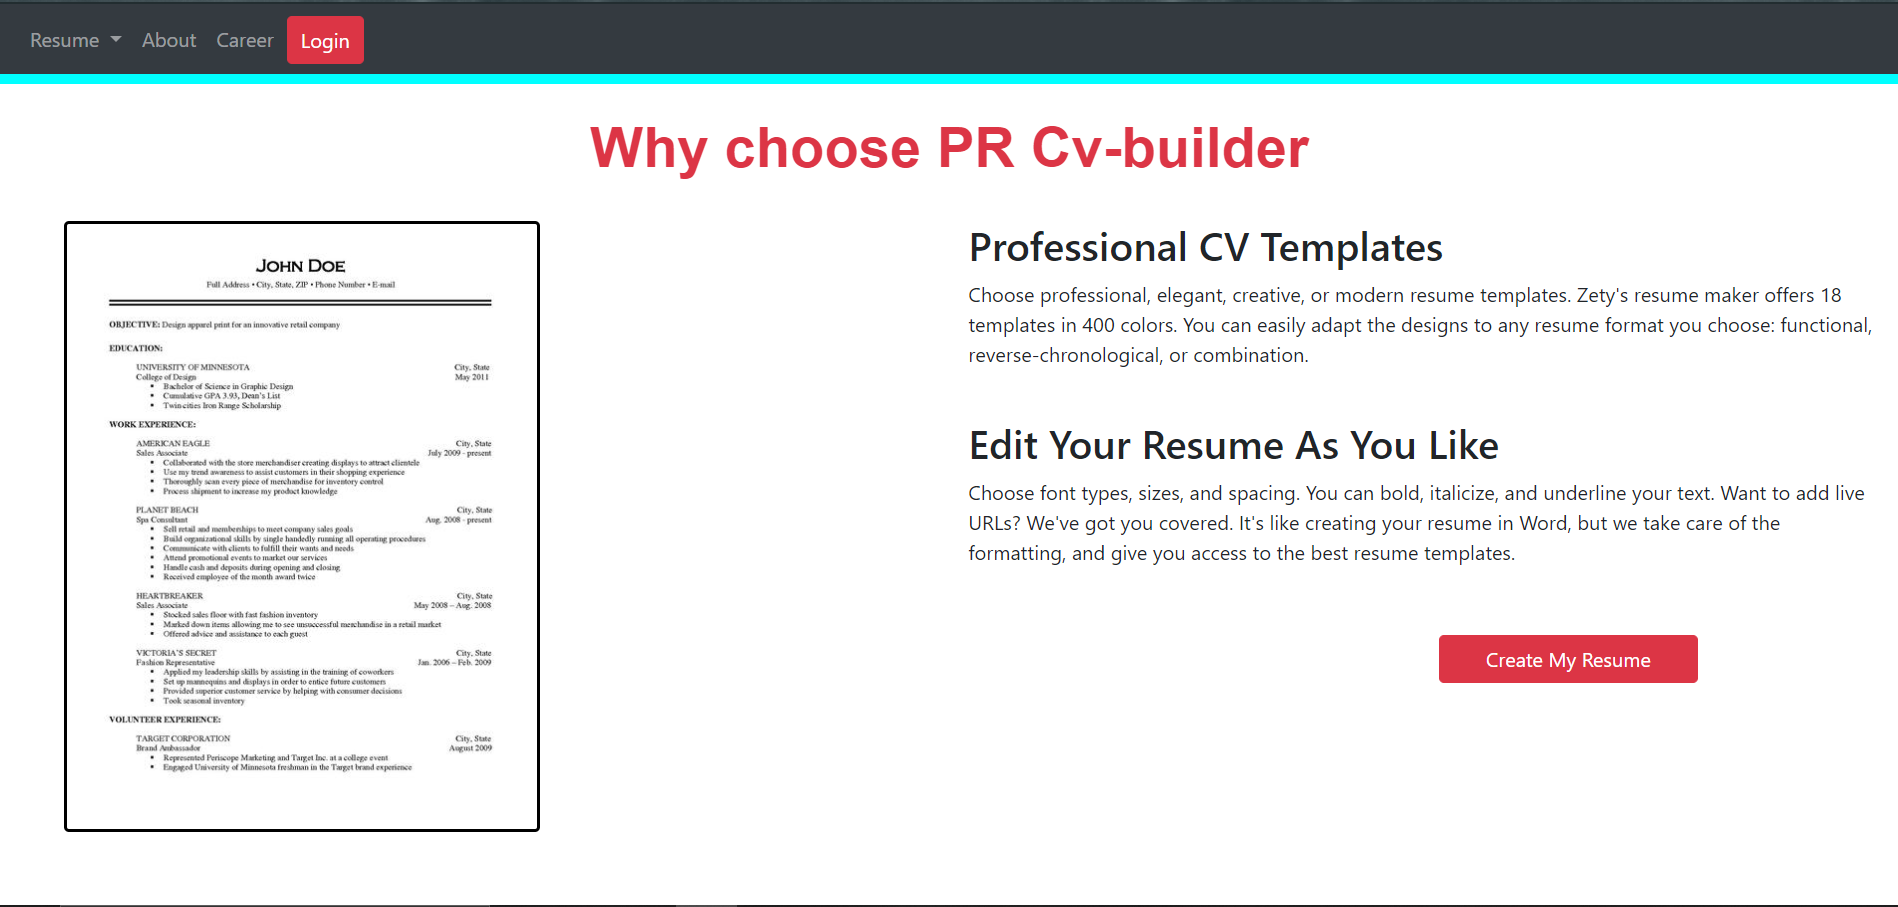 Resume About Career Login
Why choose PR Cv-builder
JOHN DOE
Full Address • City, State, ZIP • Phone Number • E-mail
OBJECTIVE: Design apparel print for an innovative retail company
EDUCATION:
UNIVERSITY OF MINNESOTA City, State
College of Design May 2011
• Bachelor of Science in Graphic Design
• Cumulative GPA 3.93, Dean's List
• Twin cities Iron Range Scholarship
WORK EXPERIENCE:
AMERICAN EAGLE City, State
Sales Associate July 2009 - present
• Collaborated with the store merchandiser creating displays to attract clientele
• Use my trend awareness to assist customers in their shopping experience
• Thoroughly scan every piece of merchandise for inventory control
• Process shipment to increase my product knowledge
PLANET BEACH City, State
Spa Consultant Aug. 2008 - present
• Sell retail and memberships to meet company sales goals
• Build organizational skills by single handedly running all operating procedures
• Communicate with clients to fulfill their wants and needs
• Attend promotional events to market our services
• Handle cash and deposits during opening and closing
• Received employee of the month award twice
HEARTBREAKER City, State
Sales Associate May 2008 – Aug. 2008
• Stocked sales floor with fast fashion inventory
• Marked down items allowing me to see unsuccessful merchandise in a retail market
• Offered advice and assistance to each guest
VICTORIA'S SECRET City, State
Fashion Representative Jan. 2006 – Feb. 2009
• Applied my leadership skills by assisting in the training of coworkers
• Set up mannequins and displays in order to entice future customers
• Provided superior customer service by helping with consumer decisions
• Took seasonal inventory
VOLUNTEER EXPERIENCE:
TARGET CORPORATION City, State
Brand Ambassador August 2009
• Represented Periscope Marketing and Target Inc. at a college event
• Engaged University of Minnesota freshman in the Target brand experience
Professional CV Templates
Choose professional, elegant, creative, or modern resume templates. Zety's resume maker offers 18
templates in 400 colors. You can easily adapt the designs to any resume format you choose: functional,
reverse-chronological, or combination.
Edit Your Resume As You Like
Choose font types, sizes, and spacing. You can bold, italicize, and underline your text. Want to add live
URLs? We've got you covered. It's like creating your resume in Word, but we take care of the
formatting, and give you access to the best resume templates.
Create My Resume